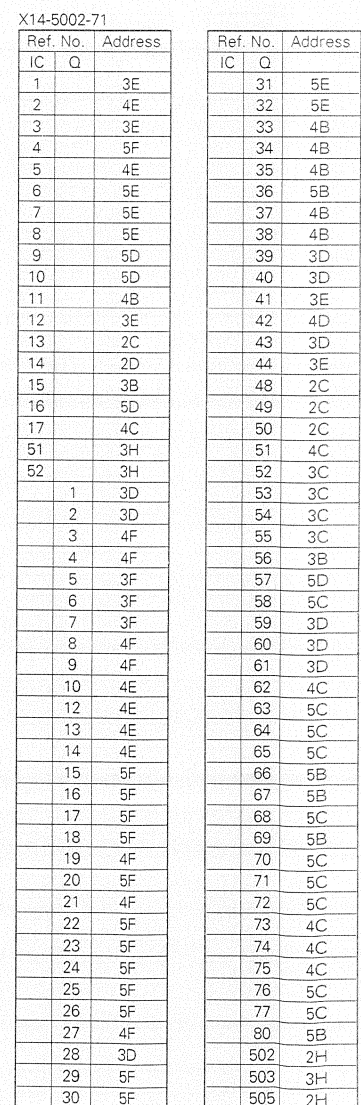 X14-5002-71
Ref. No. Address
IC Q
1 3E
2 4E
3 3E
4 5F
5 4E
6 5E
7 5E
8 5E
9 5D
10 5D
11 4B
12 3E
13 2C
14 2D
15 3B
16 5D
17 4C
51 3H
52 3H
1 3D
2 3D
3 4F
4 4F
5 3F
6 3F
7 3F
8 4F
9 4F
10 4E
12 4E
13 4E
14 4E
15 5F
16 5F
17 5F
18 5F
19 4F
20 5F
21 4F
22 5F
23 5F
24 5F
25 5F
26 5F
27 4F
28 3D
29 5F
30 5F
Ref. No. Address
IC Q
31 5E
32 5E
33 4B
34 4B
35 4B
36 5B
37 4B
38 4B
39 3D
40 3D
41 3E
42 4D
43 3D
44 3E
48 2C
49 2C
50 2C
51 4C
52 3C
53 3C
54 3C
55 3C
56 3B
57 5D
58 5C
59 3D
60 3D
61 3D
62 4C
63 5C
64 5C
65 5C
66 5B
67 5B
68 5C
69 5B
70 5C
71 5C
72 5C
73 4C
74 4C
75 4C
76 5C
77 5C
80 5B
502 2H
503 3H
505 2H